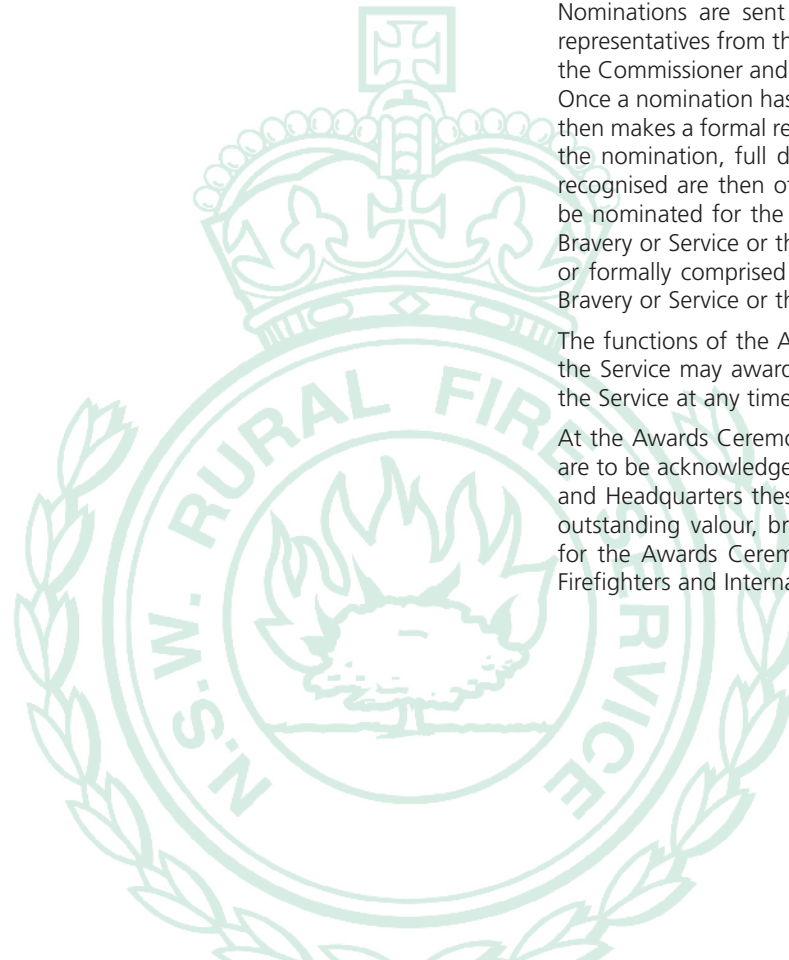 Nominations are sent
representatives from th
the Commissioner and
Once a nomination has
then makes a formal re
the nomination, full d
recognised are then of
be nominated for the
Bravery or Service or th
or formally comprised
Bravery or Service or th
The functions of the A
the Service may award
the Service at any time
At the Awards Ceremo
are to be acknowledge
and Headquarters thes
outstanding valour, br
for the Awards Cerem
Firefighters and Interna
N.S.W. RURAL FIRE SERVICE